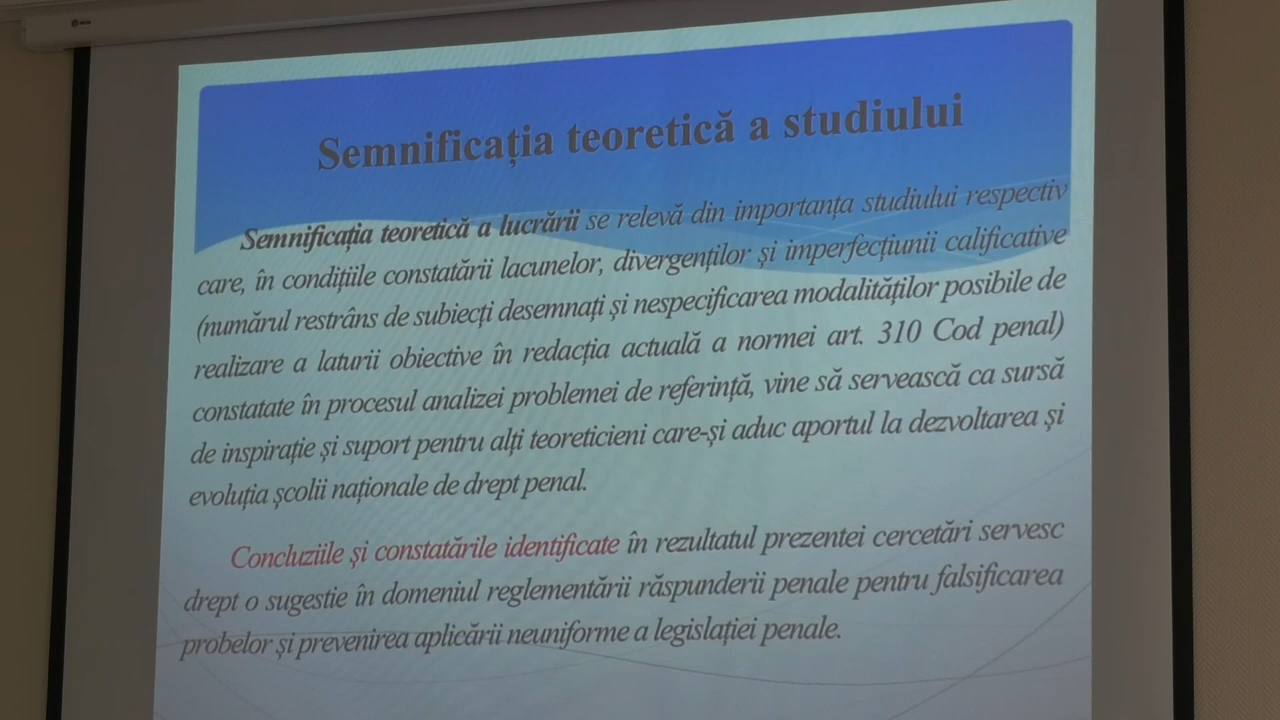 Semnificația teoretică a studiului
Semnificația teoretică a lucrării se relevă din importanța studiului respectiv
care, în condițiile constatării lacunelor, divergenților și imperfecțiunii calificative
(numărul restrâns de subiecți desemnați și nespecificarea modalităților posibile de
realizare a laturii obiective în redacția actuală a normei art. 310 Cod penal)
constatate în procesul analizei problemei de referință, vine să servească ca sursă
de inspirație și suport pentru alți teoreticieni care-și aduc aportul la dezvoltarea și
evoluția școlii naționale de drept penal.
Concluziile și constatările identificate în rezultatul prezentei cercetări servesc
drept o sugestie în domeniul reglementării răspunderii penale pentru falsificarea
probelor și prevenirea aplicării neuniforme a legislației penale.